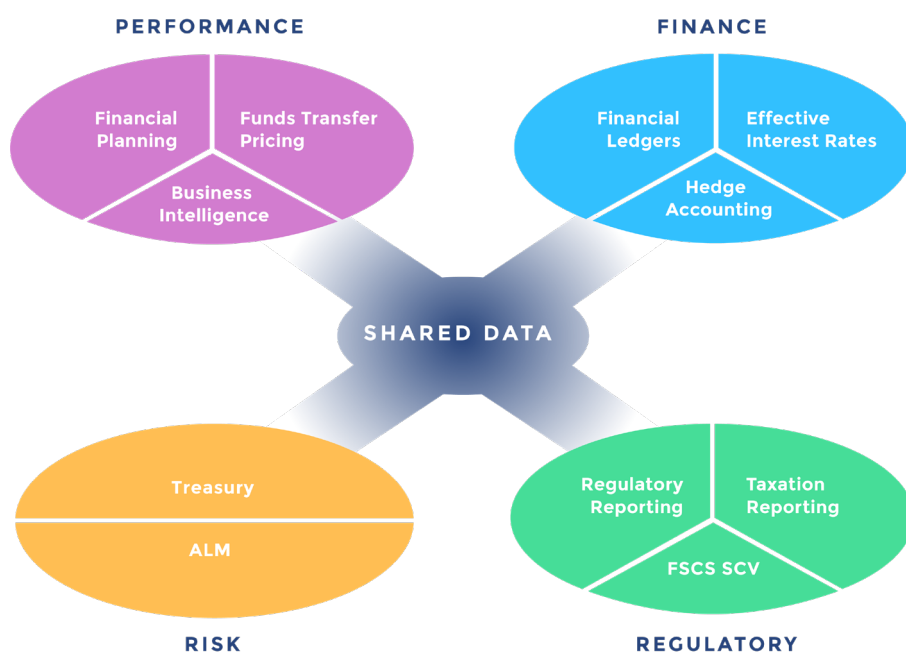 PERFORMANCE
Financial
Planning
Funds Transfer
Pricing
Business
Intelligence
FINANCE
Financial
Ledgers
Effective
Interest Rates
Hedge
Accounting
SHARED DATA
Treasury
ALM
RISK
Regulatory
Reporting
Taxation
Reporting
FSCS SCV
REGULATORY